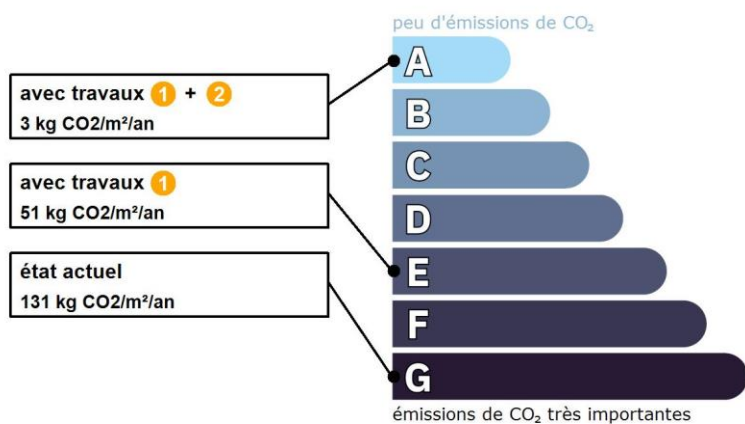 peu d'émissions de CO₂
A
avec travaux 1 + 2
3 kg CO2/m²/an
B
C
avec travaux 1
51 kg CO2/m²/an
D
E
état actuel
131 kg CO2/m²/an
F
G
émissions de CO₂ très importantes